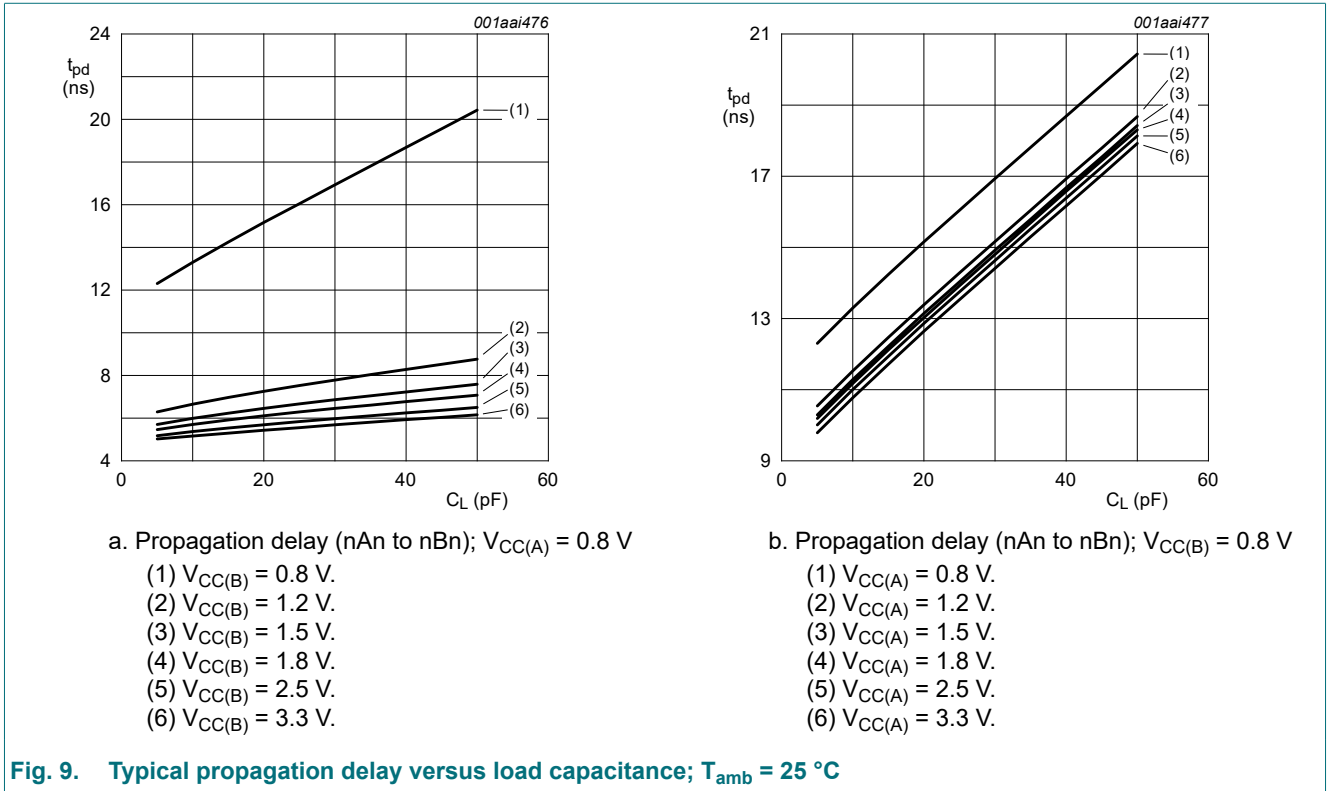 001aai476
24
20
16
12
8
4
t_pd
(ns)
(1)
(2)
(3)
(4)
(5)
(6)
0
20
40
60
C_L (pF)
a. Propagation delay (nAn to nBn); V_CC(A) = 0.8 V
(1) V_CC(B) = 0.8 V.
(2) V_CC(B) = 1.2 V.
(3) V_CC(B) = 1.5 V.
(4) V_CC(B) = 1.8 V.
(5) V_CC(B) = 2.5 V.
(6) V_CC(B) = 3.3 V.
001aai477
21
17
13
9
t_pd
(ns)
(1)
(2)
(3)
(4)
(5)
(6)
0
20
40
60
C_L (pF)
b. Propagation delay (nAn to nBn); V_CC(B) = 0.8 V
(1) V_CC(A) = 0.8 V.
(2) V_CC(A) = 1.2 V.
(3) V_CC(A) = 1.5 V.
(4) V_CC(A) = 1.8 V.
(5) V_CC(A) = 2.5 V.
(6) V_CC(A) = 3.3 V.
Fig. 9. Typical propagation delay versus load capacitance; T_amb = 25 °C